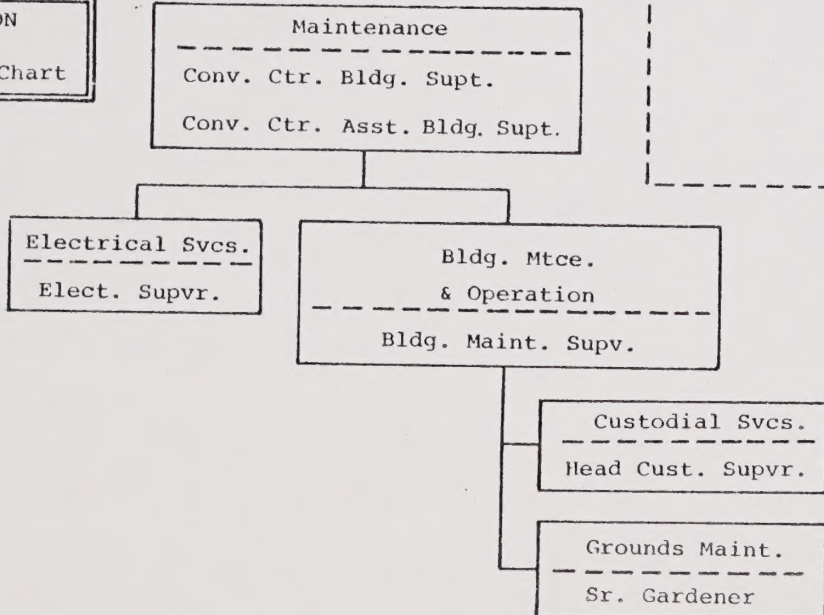 ON
Chart
Maintenance
Conv. Ctr. Bldg. Supt.
Conv. Ctr. Asst. Bldg. Supt.
Electrical Svcs.
Elect. Supvr.
Bldg. Mtce.
& Operation
Bldg. Maint. Supv.
Custodial Svcs.
Head Cust. Supvr.
Grounds Maint.
Sr. Gardener